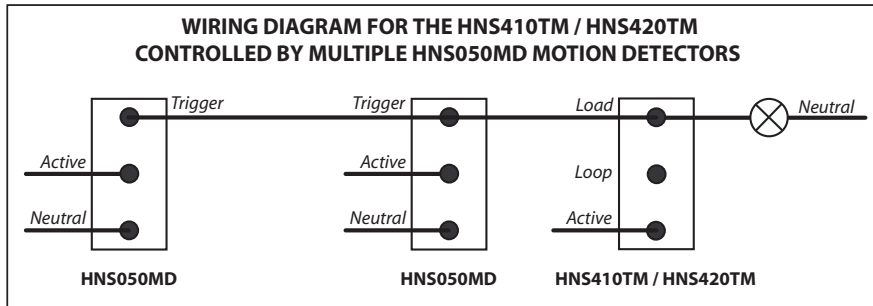 WIRING DIAGRAM FOR THE HNS410TM / HNS420TM
CONTROLLED BY MULTIPLE HNS050MD MOTION DETECTORS
Trigger
Trigger
Load
Neutral
Active
Active
Loop
Neutral
Neutral
Active
HNS050MD
HNS050MD
HNS410TM / HNS420TM